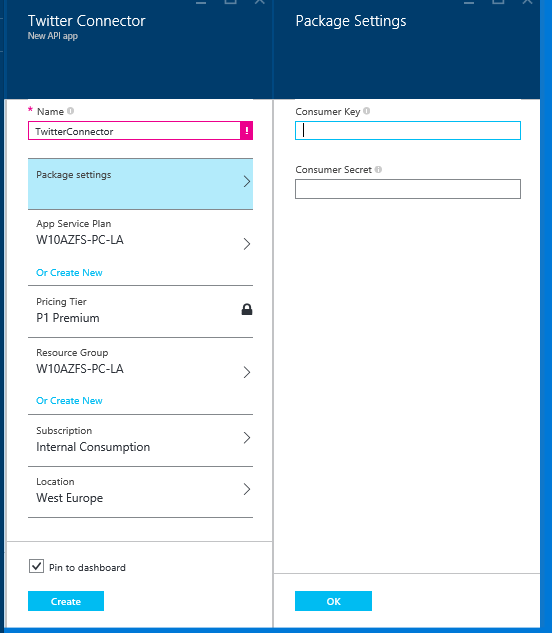 Twitter Connector
New API app
* Name
TwitterConnector
!
Package settings
App Service Plan
W10AZFS-PC-LA
Or Create New
Pricing Tier
P1 Premium
Resource Group
W10AZFS-PC-LA
Or Create New
Subscription
Internal Consumption
Location
West Europe
Pin to dashboard
Create
Package Settings
Consumer Key
Consumer Secret
OK